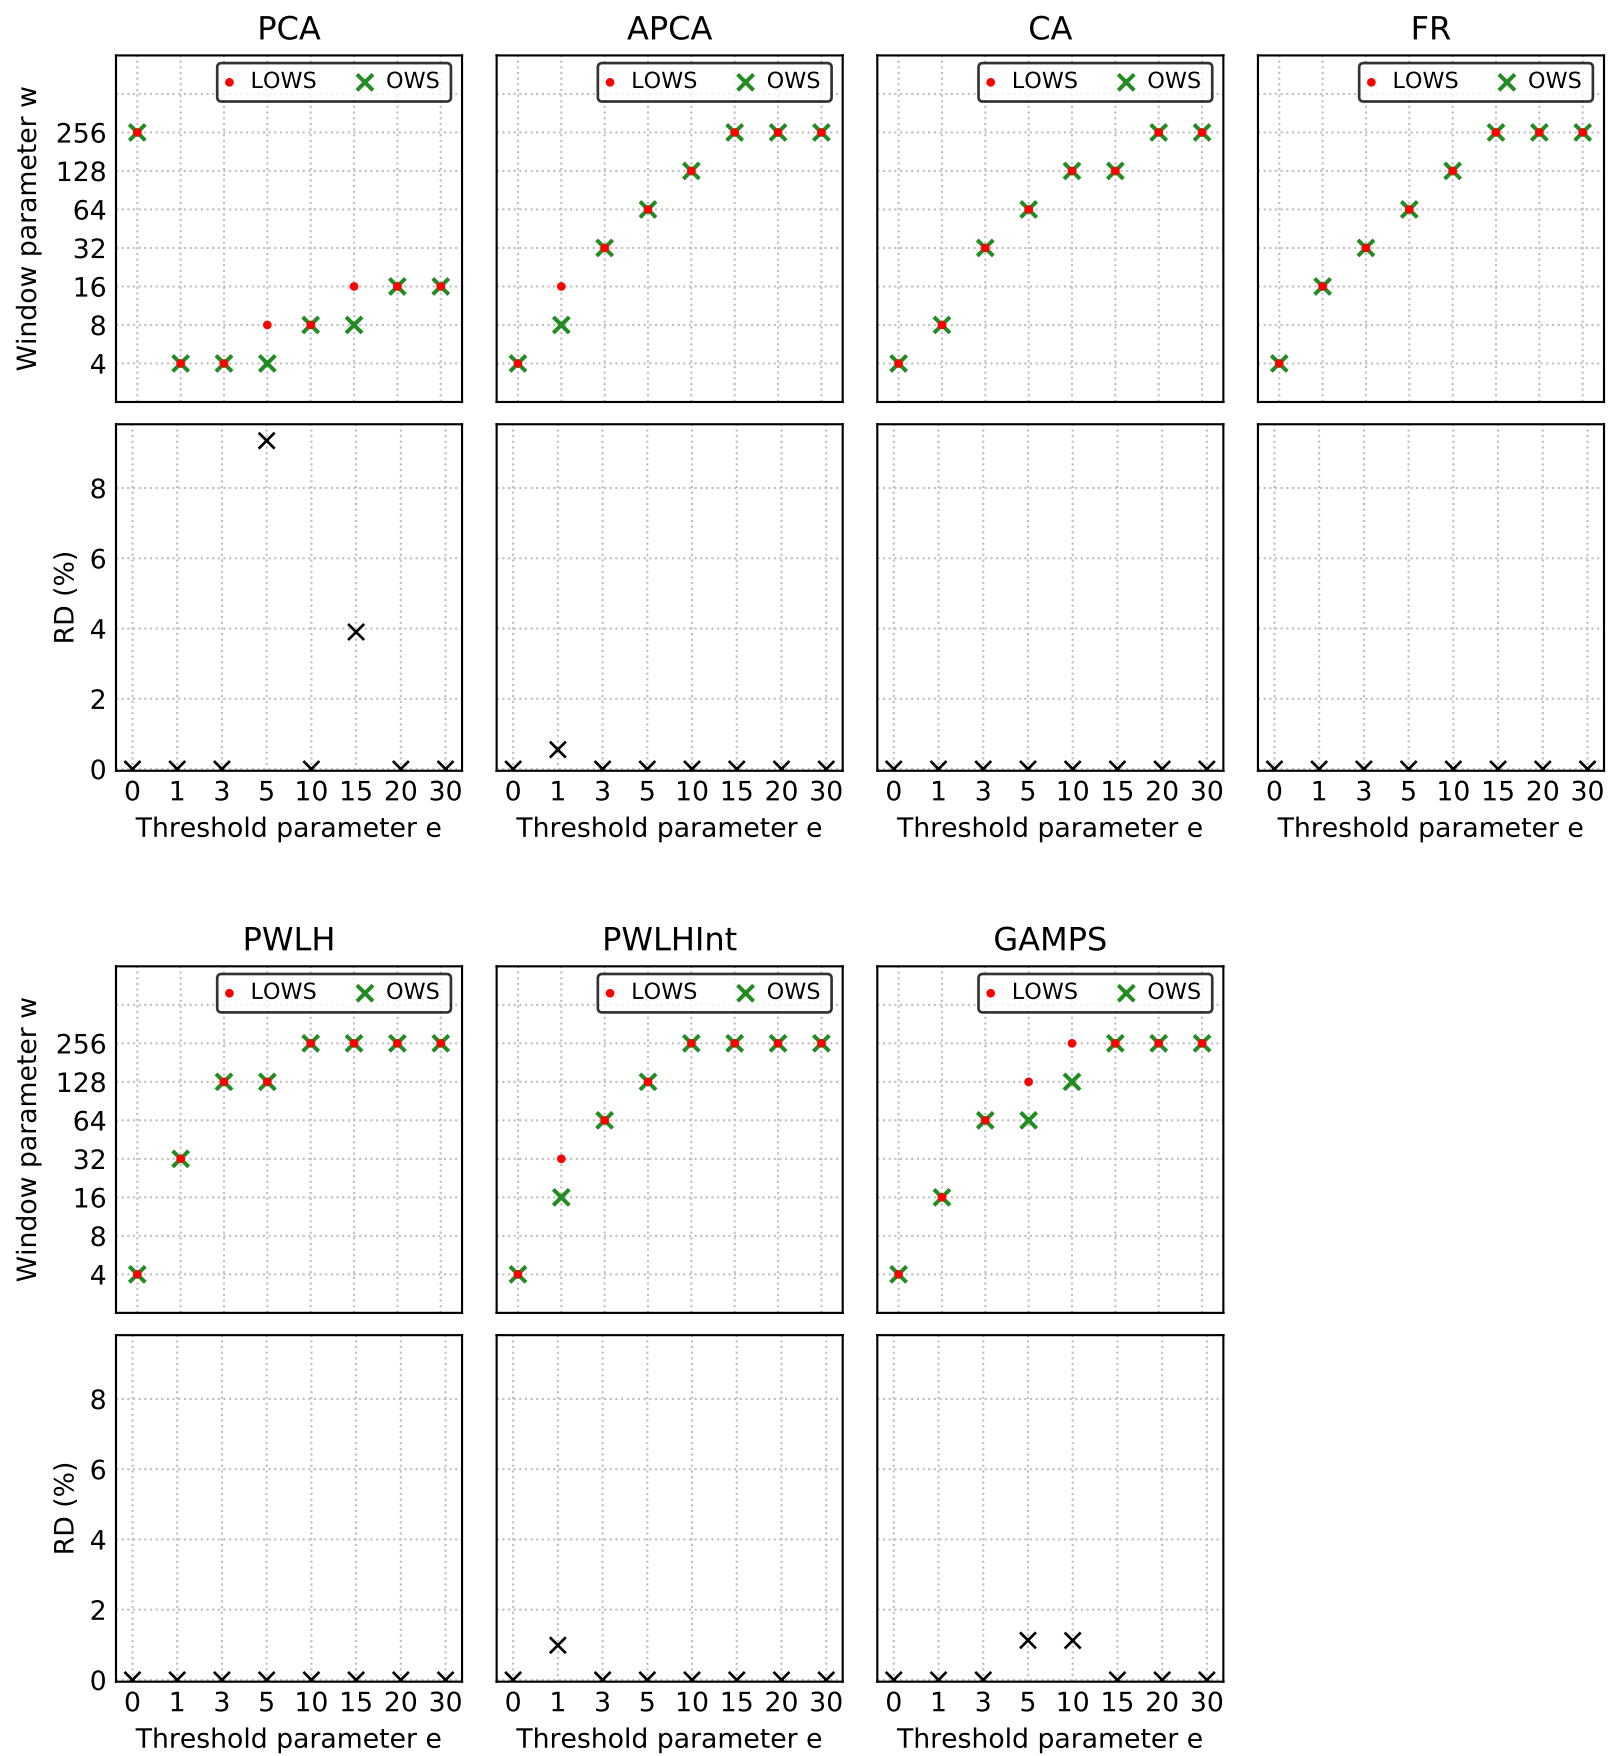 PCA APCA CA FR
LOWS OWS LOWS OWS LOWS OWS LOWS OWS
Window parameter w
256
128
64
32
16
8
4
RD (%)
8
6
4
2
0
0 1 3 5 10 15 20 30 0 1 3 5 10 15 20 30 0 1 3 5 10 15 20 30 0 1 3 5 10 15 20 30
Threshold parameter e Threshold parameter e Threshold parameter e Threshold parameter e
PWLH PWLHInt GAMPS
LOWS OWS LOWS OWS LOWS OWS
Window parameter w
256
128
64
32
16
8
4
RD (%)
8
6
4
2
0
0 1 3 5 10 15 20 30 0 1 3 5 10 15 20 30 0 1 3 5 10 15 20 30
Threshold parameter e Threshold parameter e Threshold parameter e